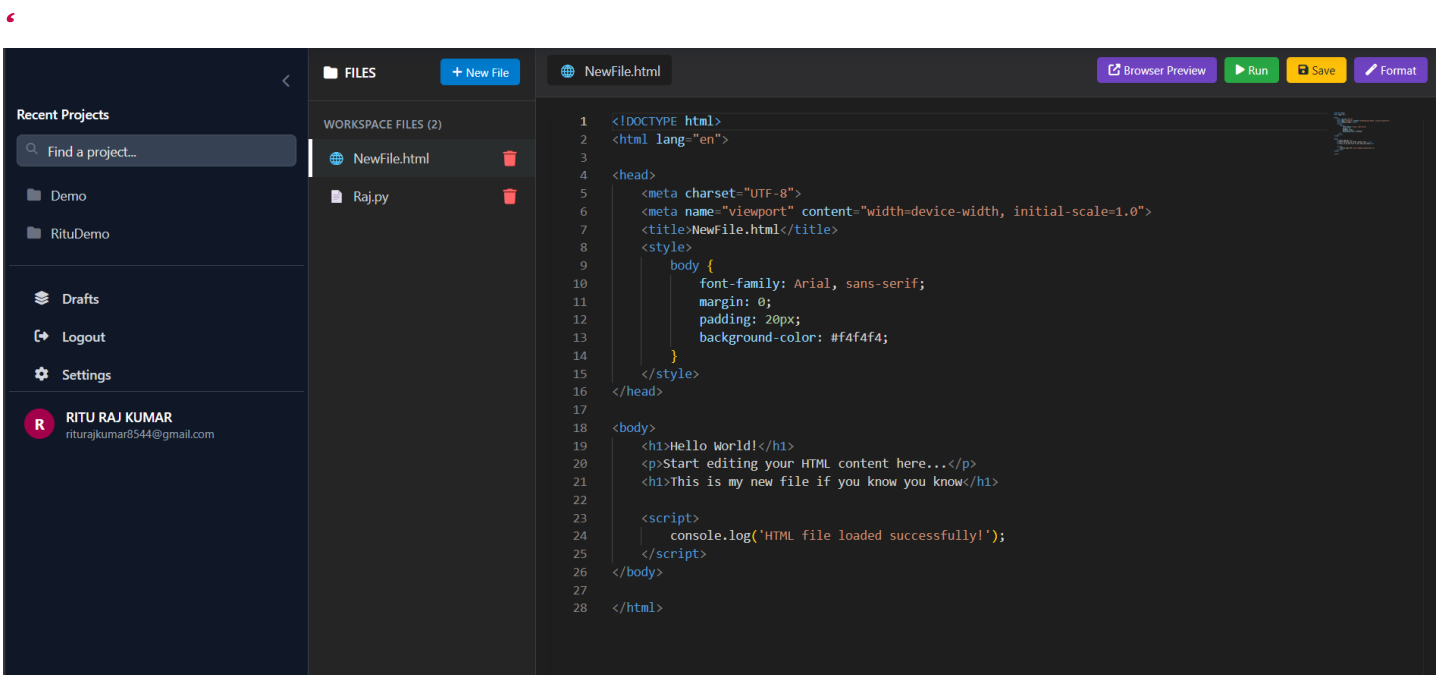 ‘
Recent Projects
Find a project...
Demo
RituDemo
Drafts
Logout
Settings
R
RITU RAJ KUMAR
riturajkumar8544@gmail.com
FILES
+ New File
WORKSPACE FILES (2)
NewFile.html
Raj.py
NewFile.html
Browser Preview
Run
Save
Format
1 <!DOCTYPE html>
2 <html lang="en">
3
4 <head>
5     <meta charset="UTF-8">
6     <meta name="viewport" content="width=device-width, initial-scale=1.0">
7     <title>NewFile.html</title>
8     <style>
9         body {
10             font-family: Arial, sans-serif;
11             margin: 0;
12             padding: 20px;
13             background-color: #f4f4f4;
14         }
15     </style>
16 </head>
17
18 <body>
19     <h1>Hello World!</h1>
20     <p>Start editing your HTML content here...</p>
21     <h1>This is my new file if you know you know</h1>
22
23     <script>
24         console.log('HTML file loaded successfully!');
25     </script>
26 </body>
27
28 </html>